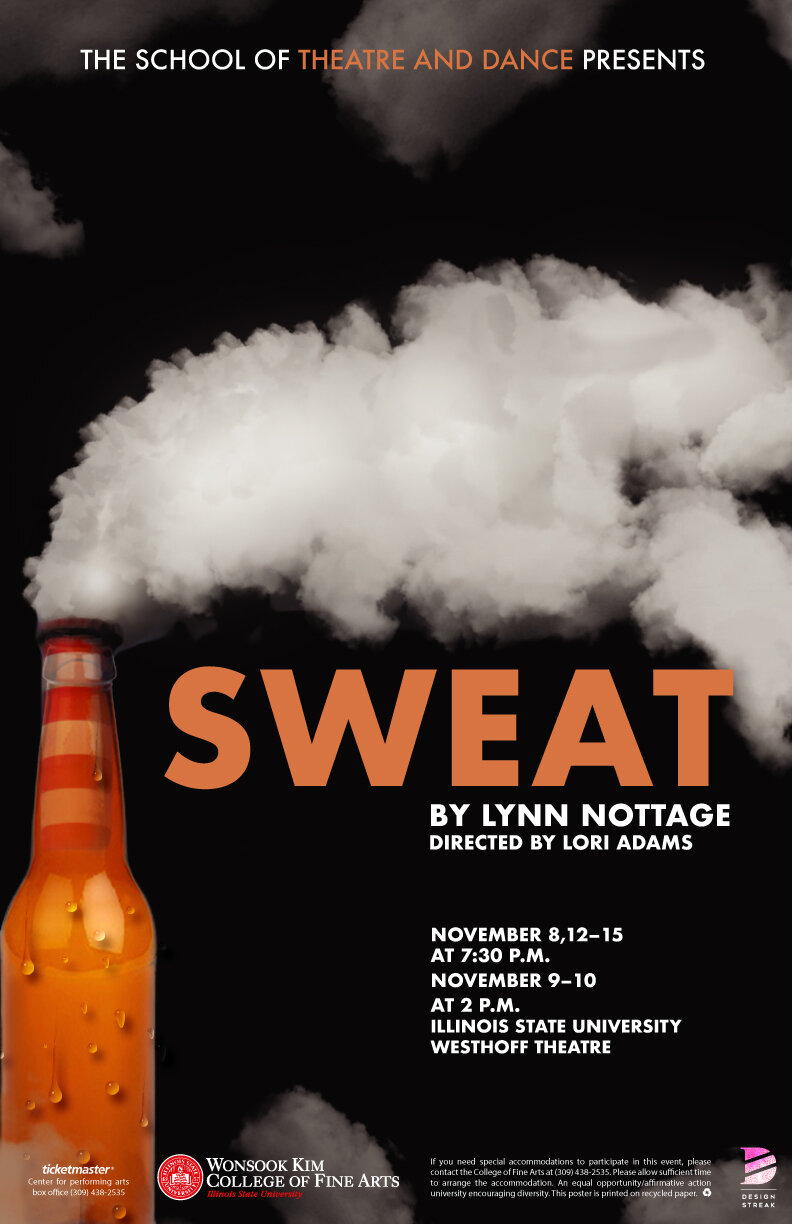 THE SCHOOL OF THEATRE AND DANCE PRESENTS
SWEAT
BY LYNN NOTTAGE
DIRECTED BY LORI ADAMS
NOVEMBER 8,12–15
AT 7:30 P.M.
NOVEMBER 9–10
AT 2 P.M.
ILLINOIS STATE UNIVERSITY
WESTHOFF THEATRE
ticketmaster®
Center for performing arts
box office (309) 438-2535
WONSOOK KIM
COLLEGE OF FINE ARTS
Illinois State University
If you need special accommodations to participate in this event, please
contact the College of Fine Arts at (309) 438-2535. Please allow sufficient time
to arrange the accommodation. An equal opportunity/affirmative action
university encouraging diversity. This poster is printed on recycled paper.
DESIGN
STREAK